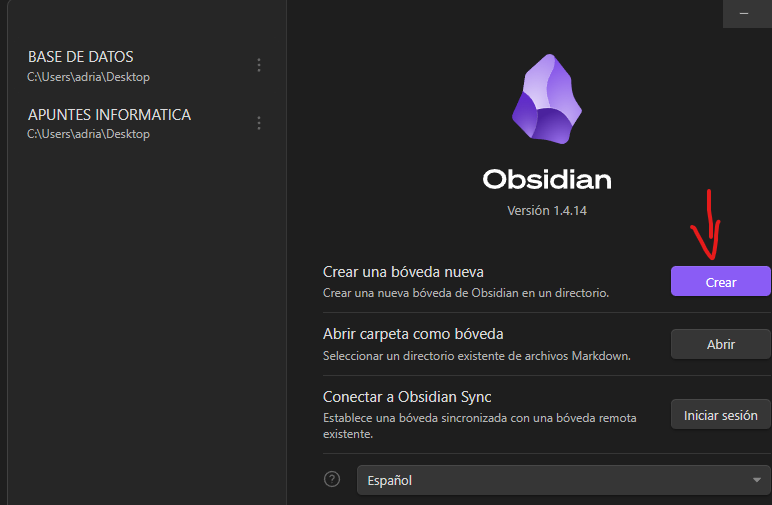 BASE DE DATOS
C:\Users\adria\Desktop
APUNTES INFORMATICA
C:\Users\adria\Desktop
Obsidian
Versión 1.4.14
Crear una bóveda nueva
Crear una nueva bóveda de Obsidian en un directorio.
Crear
Abrir carpeta como bóveda
Seleccionar un directorio existente de archivos Markdown.
Abrir
Conectar a Obsidian Sync
Establece una bóveda sincronizada con una bóveda remota
existente.
Iniciar sesión
?
Español